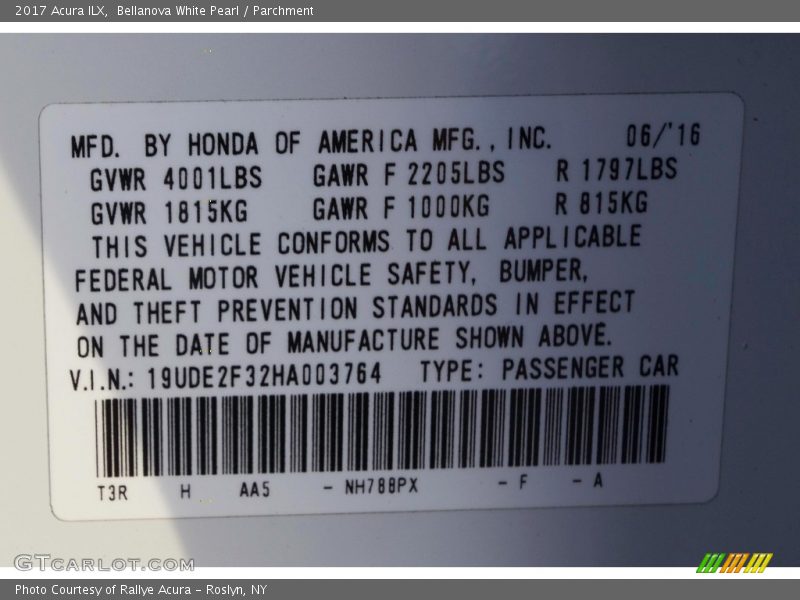 2017 Acura ILX,  Bellanova White Pearl / Parchment
MFD. BY HONDA OF AMERICA MFG., INC. 06/'16
GVWR 4001LBS GAWR F 2205LBS R 1797LBS
GVWR 1815KG GAWR F 1000KG R 815KG
THIS VEHICLE CONFORMS TO ALL APPLICABLE
FEDERAL MOTOR VEHICLE SAFETY, BUMPER,
AND THEFT PREVENTION STANDARDS IN EFFECT
ON THE DATE OF MANUFACTURE SHOWN ABOVE.
V.I.N.: 19UDE2F32HA003764 TYPE: PASSENGER CAR
T3R H AA5 - NH788PX - F - A
GTCARLOT.COM
Photo Courtesy of Rallye Acura – Roslyn, NY